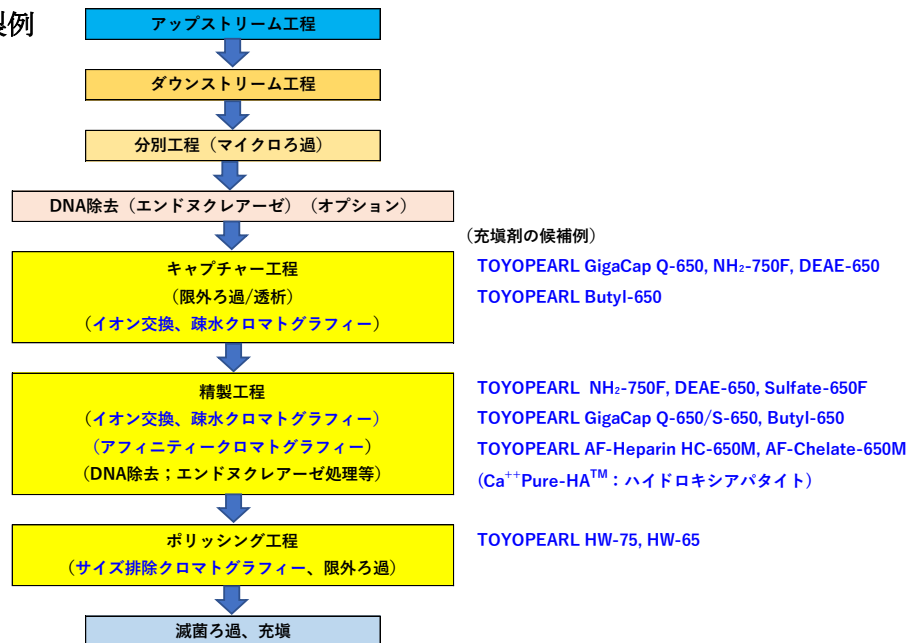 製例
アップストリーム工程
ダウンストリーム工程
分別工程（マイクロろ過）
DNA除去（エンドヌクレアーゼ）（オプション）
（充塡剤の候補例）
キャプチャー工程
（限外ろ過/透析）
（イオン交換、疎水クロマトグラフィー）
TOYOPEARL GigaCap Q-650, NH₂-750F, DEAE-650
TOYOPEARL Butyl-650
精製工程
（イオン交換、疎水クロマトグラフィー）
（アフィニティークロマトグラフィー）
（DNA除去；エンドヌクレアーゼ処理等）
TOYOPEARL NH₂-750F, DEAE-650, Sulfate-650F
TOYOPEARL GigaCap Q-650/S-650, Butyl-650
TOYOPEARL AF-Heparin HC-650M, AF-Chelate-650M
(Ca⁺⁺Pure-HA™：ハイドロキシアパタイト）
ポリッシング工程
（サイズ排除クロマトグラフィー、限外ろ過）
TOYOPEARL HW-75, HW-65
滅菌ろ過、充塡